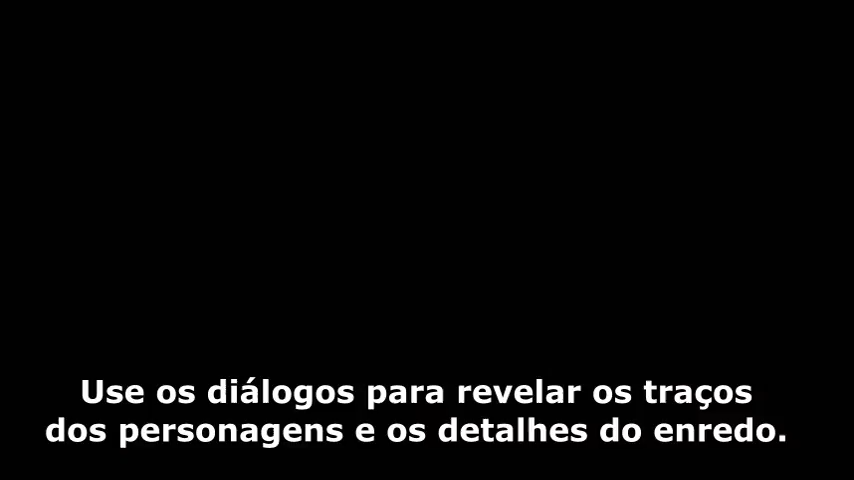 Use os diálogos para revelar os traços
dos personagens e os detalhes do enredo.